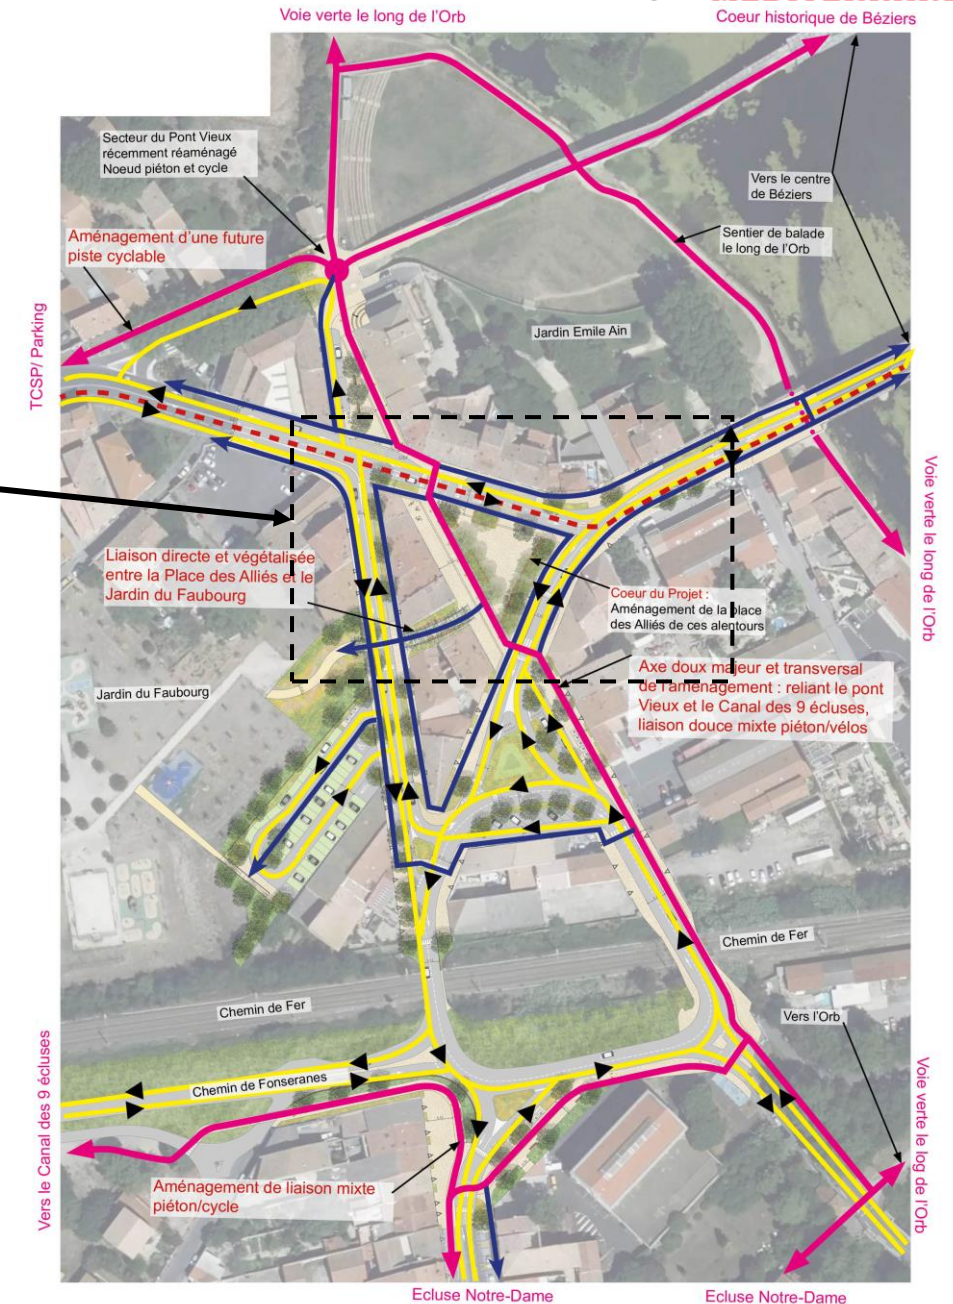 Voie verte le long de l'Orb
Coeur historique de Béziers
Secteur du Pont Vieux
récemment réaménagé
Noeud piéton et cycle
Vers le centre
de Béziers
Aménagement d'une future
piste cyclable
Sentier de balade
le long de l'Orb
TCSP/ Parking
Jardin Emile Ain
Voie verte le long de l'Orb
Liaison directe et végétalisée
entre la Place des Alliés et le
Jardin du Faubourg
Coeur du Projet :
Aménagement de la place
des Alliés de ces alentours
Jardin du Faubourg
Axe doux majeur et transversal
de l'aménagement : reliant le pont
Vieux et le Canal des 9 écluses,
liaison douce mixte piéton/vélos
Chemin de Fer
Chemin de Fer
Vers l'Orb
Chemin de Fonseranes
Vers le Canal des 9 écluses
Voie verte le log de l'Orb
Aménagement de liaison mixte
piéton/cycle
Ecluse Notre-Dame
Ecluse Notre-Dame